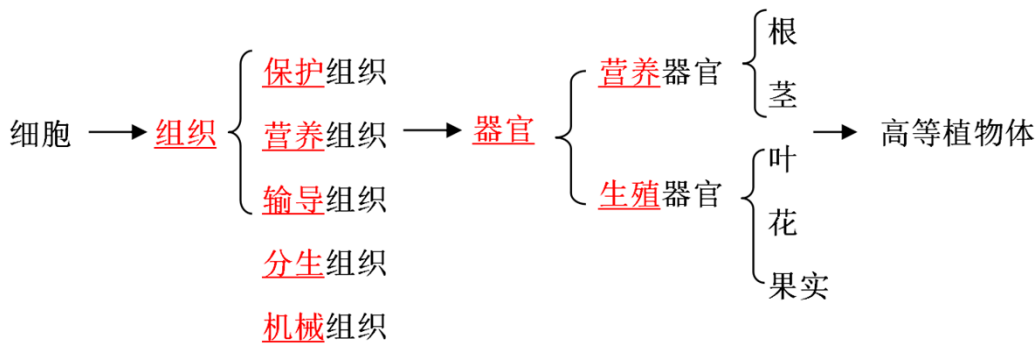 细胞
组织
保护组织
营养组织
输导组织
分生组织
机械组织
器官
营养器官
根
茎
生殖器官
叶
花
果实
高等植物体